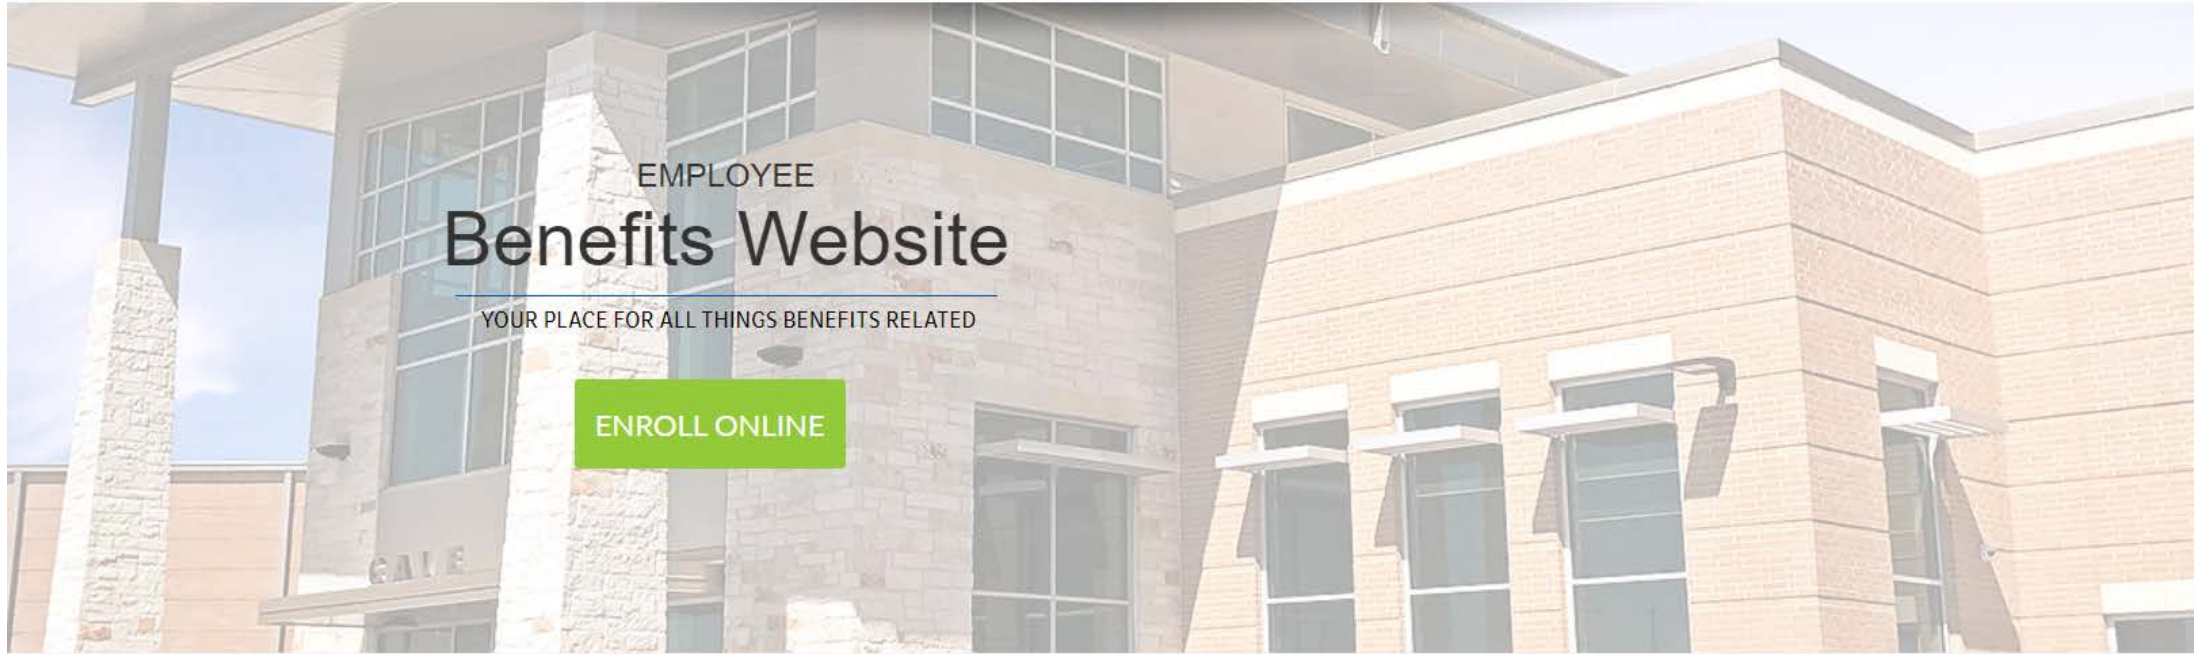 EMPLOYEE
Benefits Website
YOUR PLACE FOR ALL THINGS BENEFITS RELATED
ENROLL ONLINE